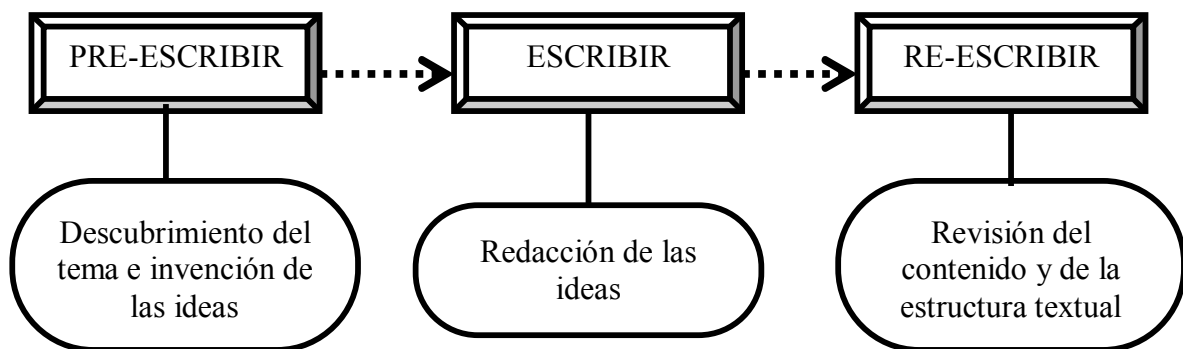 PRE-ESCRIBIR
ESCRIBIR
RE-ESCRIBIR
Descubrimiento del
tema e invención de
las ideas
Redacción de las
ideas
Revisión del
contenido y de la
estructura textual